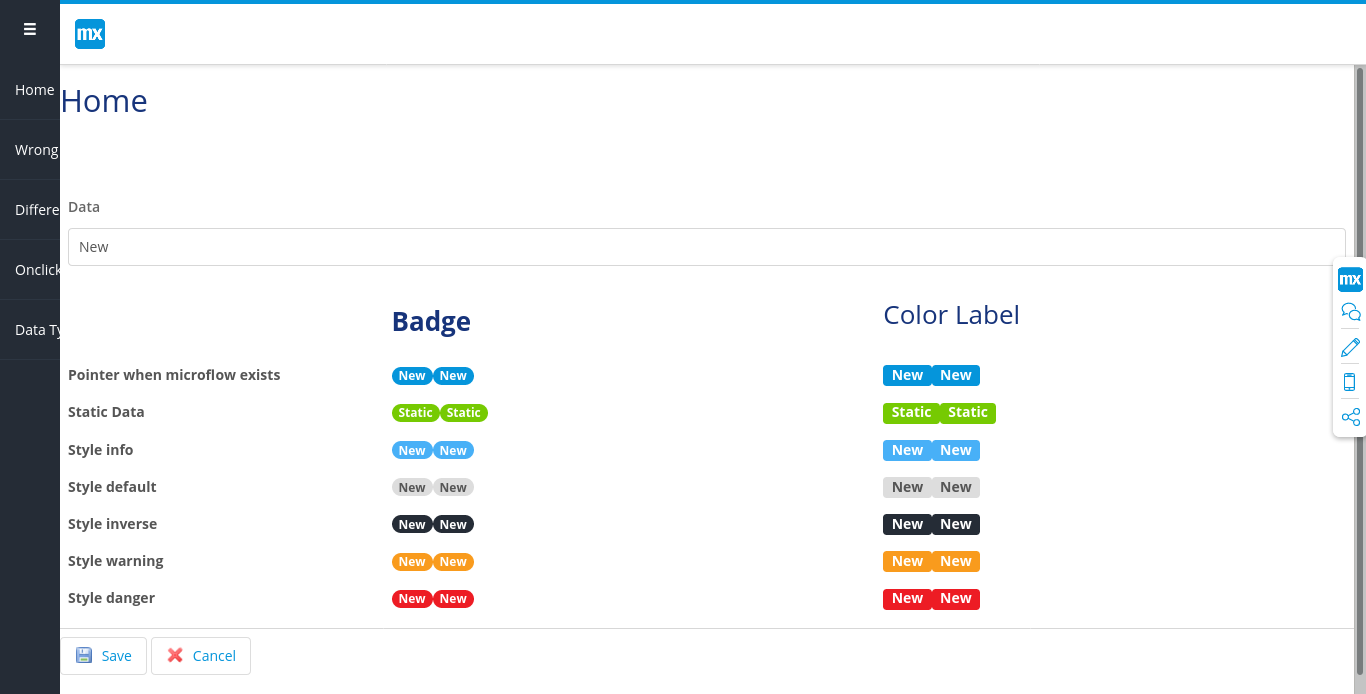 mx
Home
Home
Wrong
Differe
Onclick
Data Ty
Data
New
Badge Color Label
Pointer when microflow exists New New New New
Static Data Static Static Static Static
Style info New New New New
Style default New New New New
Style inverse New New New New
Style warning New New New New
Style danger New New New New
Save Cancel
mx